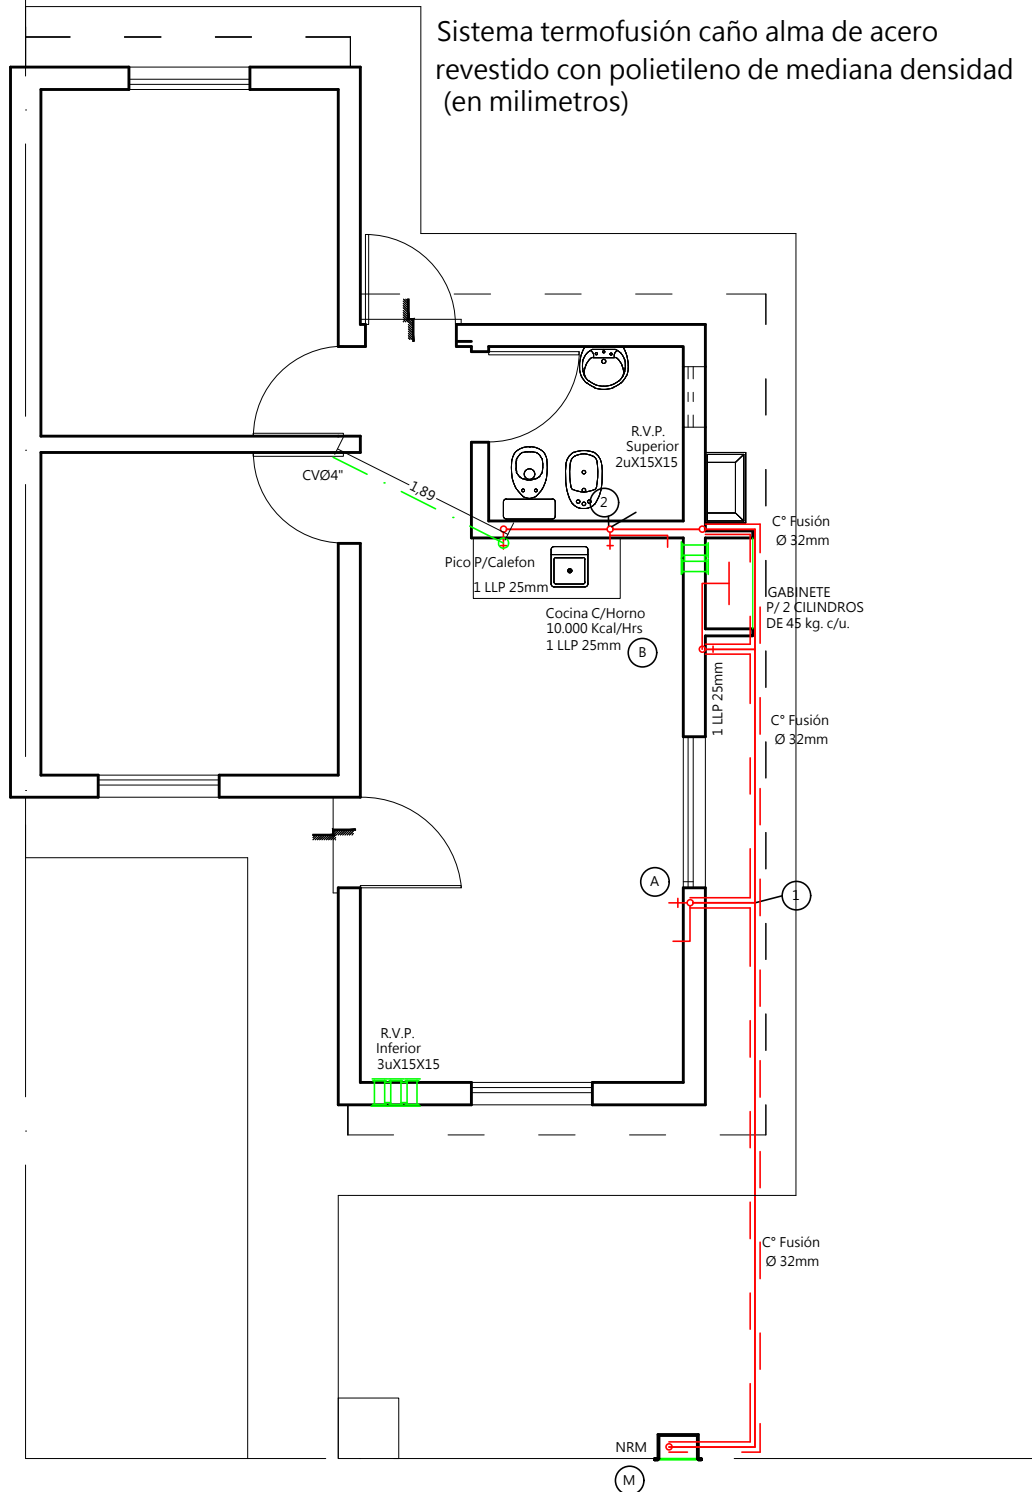 Sistema termofusión caño alma de acero
revestido con polietileno de mediana densidad
(en milimetros)
R.V.P.
Superior
2uX15X15
CVØ4"
1,89
2
C° Fusión
Ø 32mm
Pico P/Calefon
1 LLP 25mm
GABINETE
P/ 2 CILINDROS
DE 45 kg. c/u.
Cocina C/Horno
10.000 Kcal/Hrs
1 LLP 25mm
B
1 LLP 25mm
C° Fusión
Ø 32mm
A
1
R.V.P.
Inferior
3uX15X15
C° Fusión
Ø 32mm
NRM
M